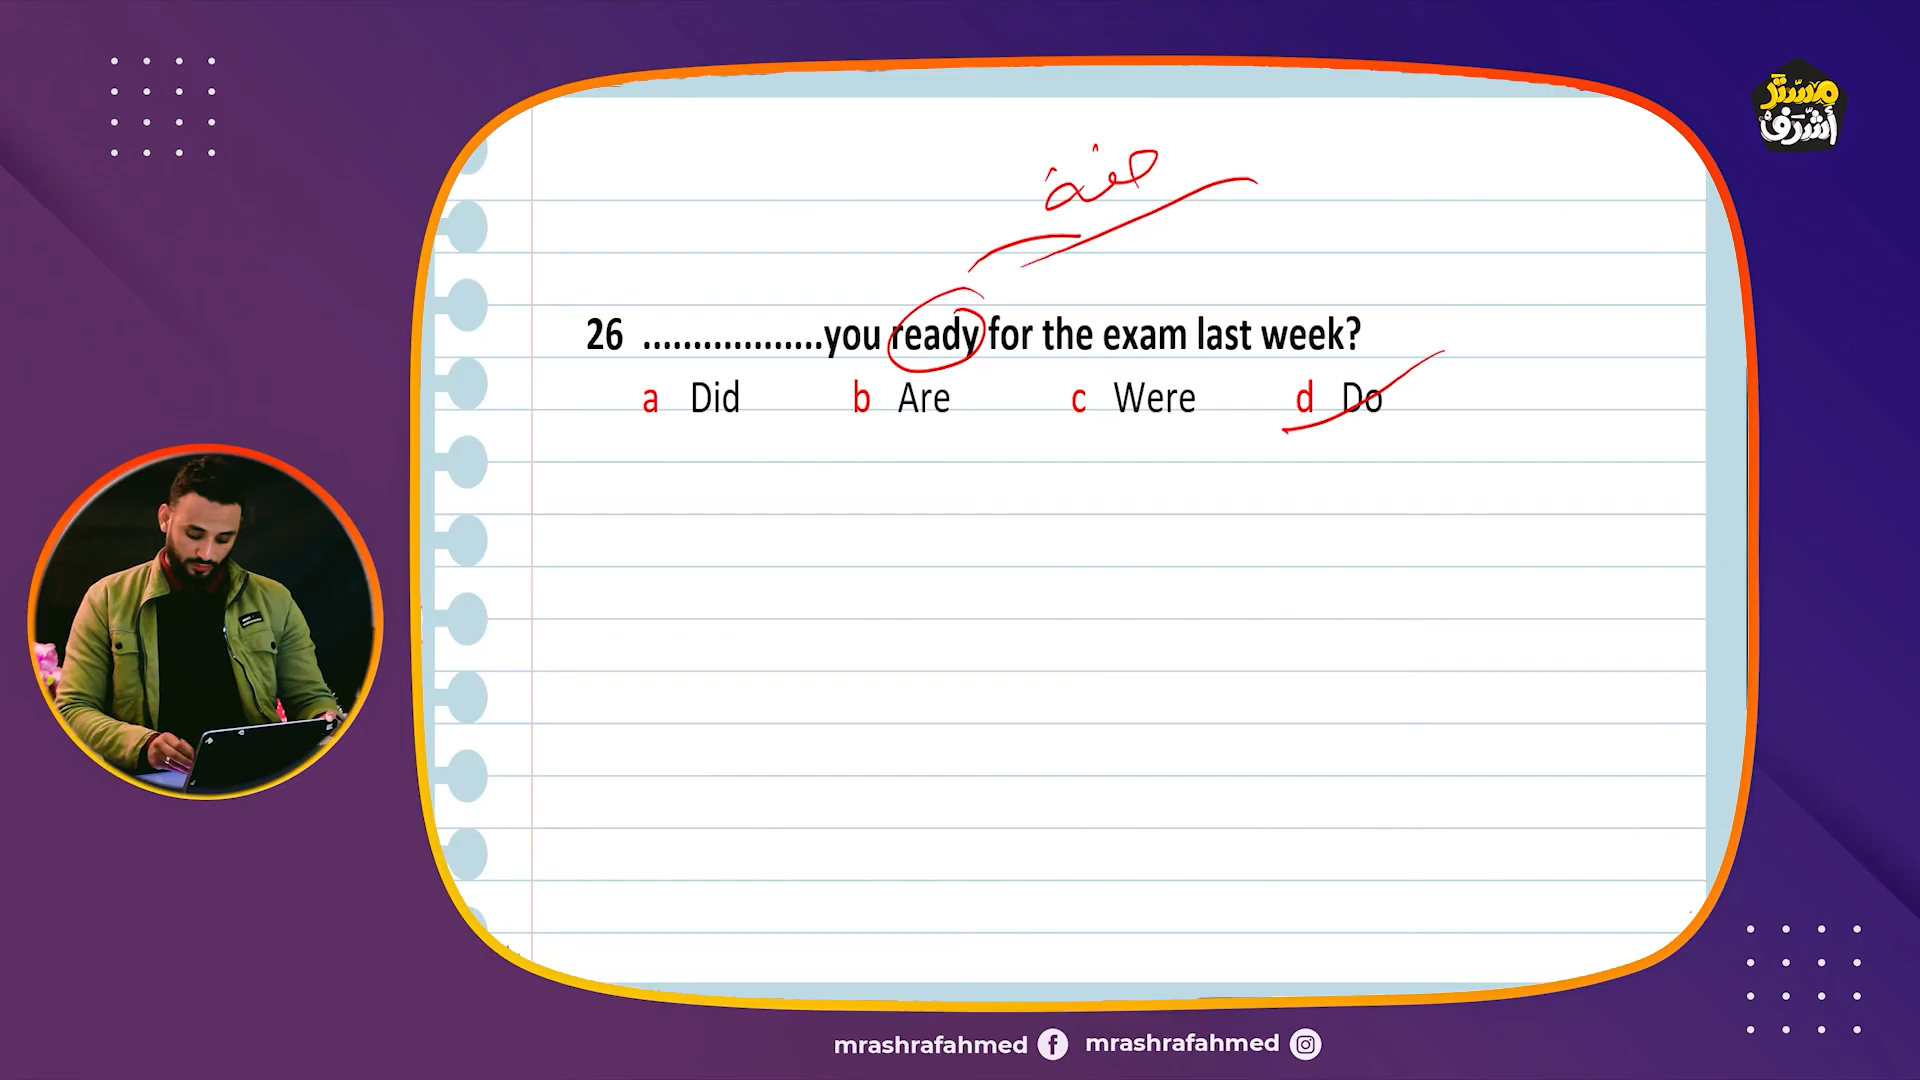 مستر
أشرف
صفة
26 ..................you ready for the exam last week?
a Did b Are c Were d Do
mrashrafahmed mrashrafahmed